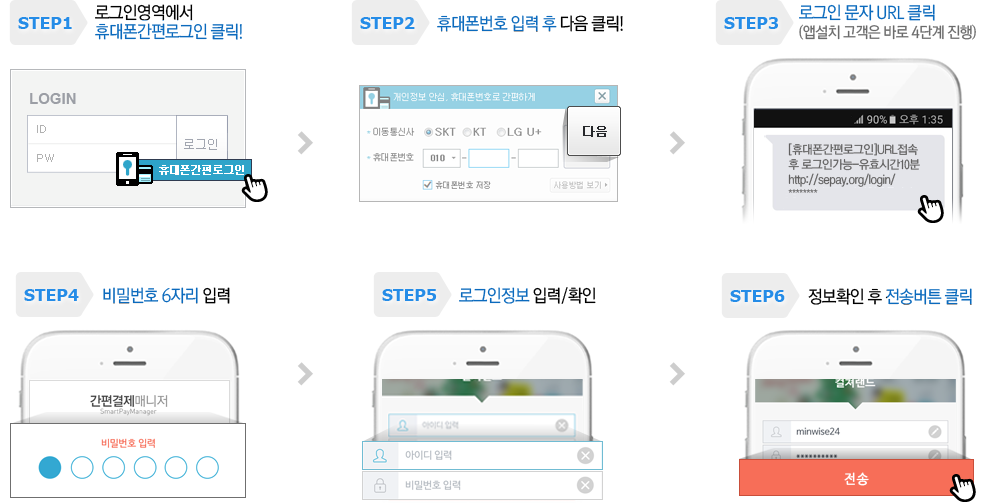 STEP1
로그인영역에서
휴대폰간편로그인 클릭!
LOGIN
ID
PW
로그인
휴대폰간편로그인
STEP2
휴대폰번호 입력 후 다음 클릭!
개인정보 안심, 휴대폰번호로 간편하게
이동통신사 SKT KT LG U+
다음
휴대폰번호 010 - -
휴대폰번호 저장
사용방법 보기
STEP3
로그인 문자 URL 클릭
(앱설치 고객은 바로 4단계 진행)
90% 오후 1:35
[휴대폰간편로그인]URL접속
후 로그인가능-유효시간10분
http://sepay.org/login/
********
STEP4
비밀번호 6자리 입력
간편결제매니저
SmartPayManager
비밀번호 입력
STEP5
로그인정보 입력/확인
아이디 입력
아이디 입력
비밀번호 입력
STEP6
정보확인 후 전송버튼 클릭
컬쳐랜드
minwise24
**********
전송